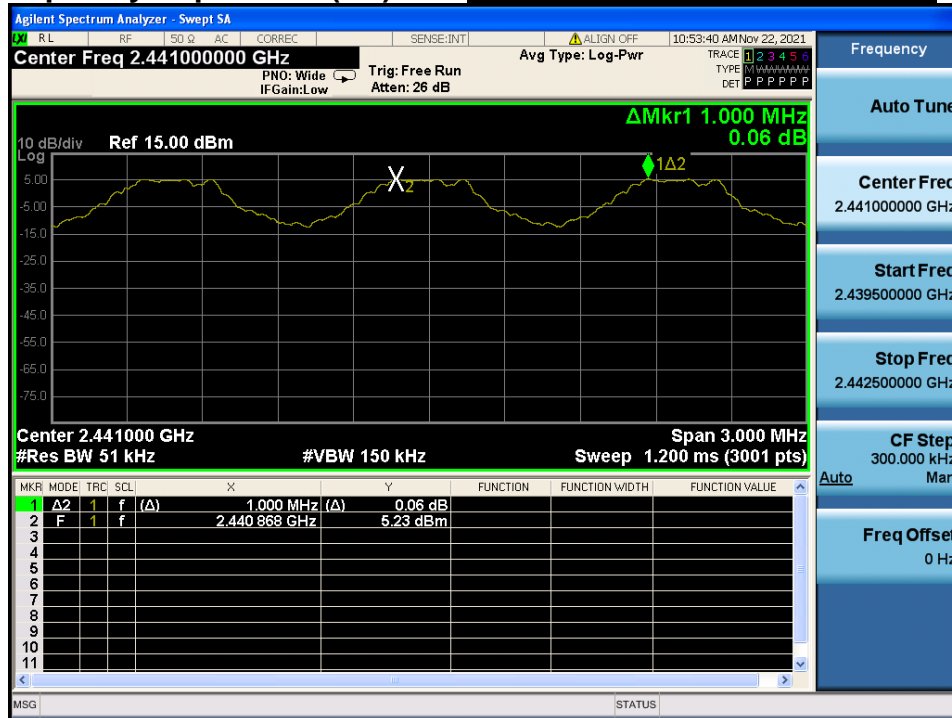 Agilent Spectrum Analyzer - Swept SA
LXI RL RF 50 Ω AC CORREC SENSE:INT ALIGN OFF 10:53:40 AM Nov 22, 2021
Center Freq 2.441000000 GHz
PNO: Wide
IFGain:Low
Trig: Free Run
Atten: 26 dB
Avg Type: Log-Pwr
TRACE 1 2 3 4 5 6
TYPE M WWWWW
DET P P P P P P
ΔMkr1 1.000 MHz
0.06 dB
10 dB/div Ref 15.00 dBm
Log
5.00
-5.00
-15.0
-25.0
-35.0
-45.0
-55.0
-65.0
-75.0
X2
1Δ2
Center 2.441000 GHz Span 3.000 MHz
#Res BW 51 kHz #VBW 150 kHz Sweep 1.200 ms (3001 pts)
MKR MODE TRC SCL X Y FUNCTION FUNCTION WIDTH FUNCTION VALUE
1 Δ2 1 f (Δ) 1.000 MHz (Δ) 0.06 dB
2 F 1 f 2.440 868 GHz 5.23 dBm
3
4
5
6
7
8
9
10
11
MSG STATUS
Frequency
Auto Tune
Center Freq
2.441000000 GHz
Start Freq
2.439500000 GHz
Stop Freq
2.442500000 GHz
CF Step
300.000 kHz
Auto Man
Freq Offset
0 Hz